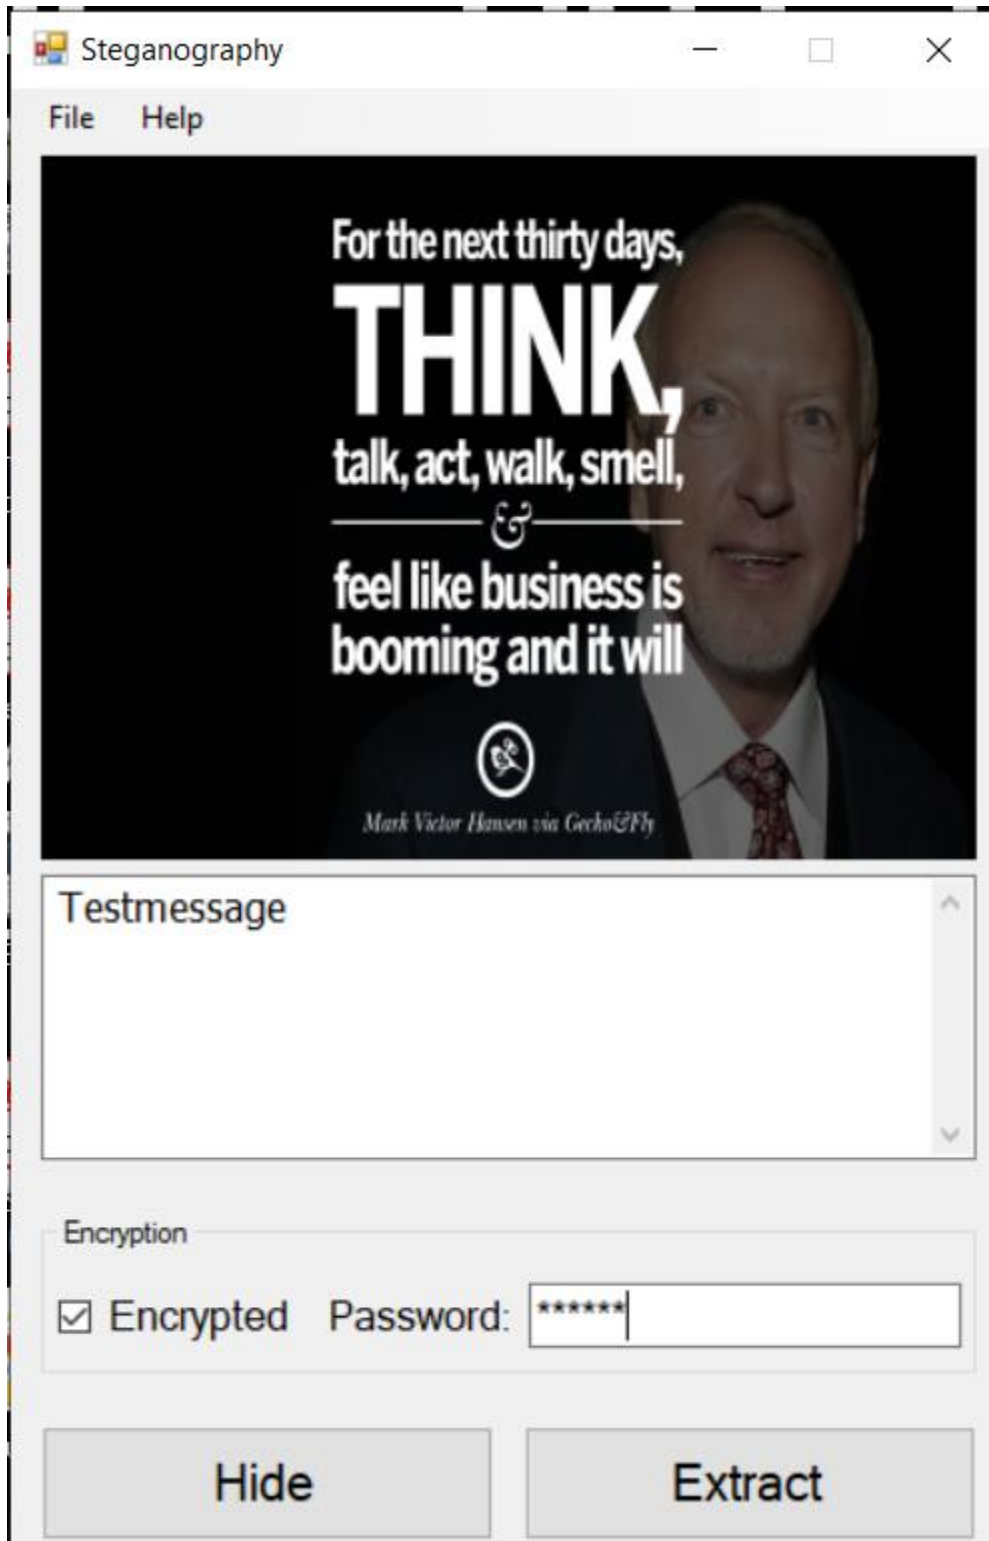 Steganography
File Help
For the next thirty days,
THINK,
talk, act, walk, smell,
&
feel like business is
booming and it will
Mark Victor Hansen via Gecko&Fly
Testmessage
Encryption
Encrypted Password: ******
Hide Extract